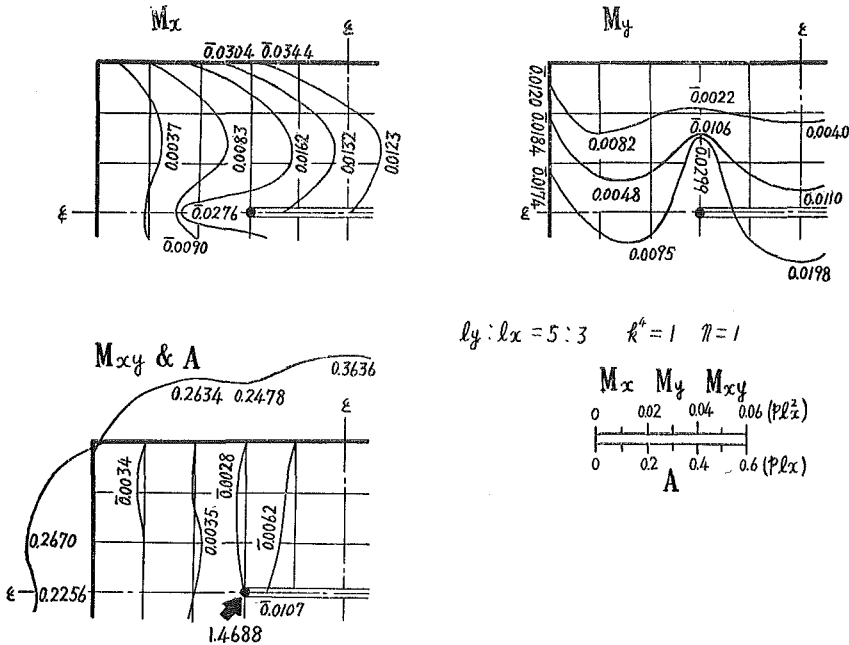 Mx
ε
0.0304 0.0344
0.0037
0.0083
0.0162
0.0132
0.0123
ε
0.0276
0.0090
My
ε
0.0120
0.0184
0.0174
0.0022
0.0106
0.0299
0.0082
0.0040
0.0048
0.0110
ε
0.0095
0.0198
ly : lx = 5 : 3 k⁴ = 1 n = 1
Mx My Mxy
0 0.02 0.04 0.06 (plx²)
0 0.2 0.4 0.6 (plx)
A
Mxy & A
0.3636
0.2634 0.2478
ε
0.0034
0.0028
0.0035
0.0062
0.2670
ε 0.2256
0.0107
1.4688